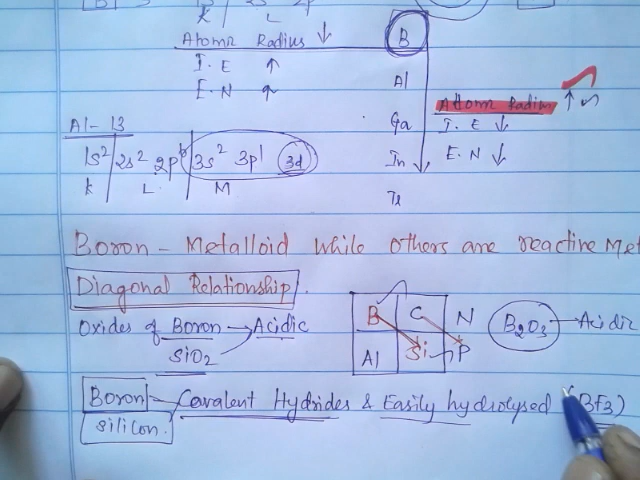 K L
Atomic Radius ↓ B
I. E ↑
E. N ↑
Al
Atomic Radius ↑
Al - 13 Ga I. E ↓
1s² 2s² 2p⁶ 3s² 3p¹ 3d In E. N ↓
K L M
Tl
Boron - Metalloid while others are reactive Met
Diagonal Relationship.
Oxides of Boron → Acidic B C N B₂O₃ → Acidic
SiO₂ Al Si P
Boron - Covalent Hydrides & Easily hydrolysed (BF3)
Silicon.